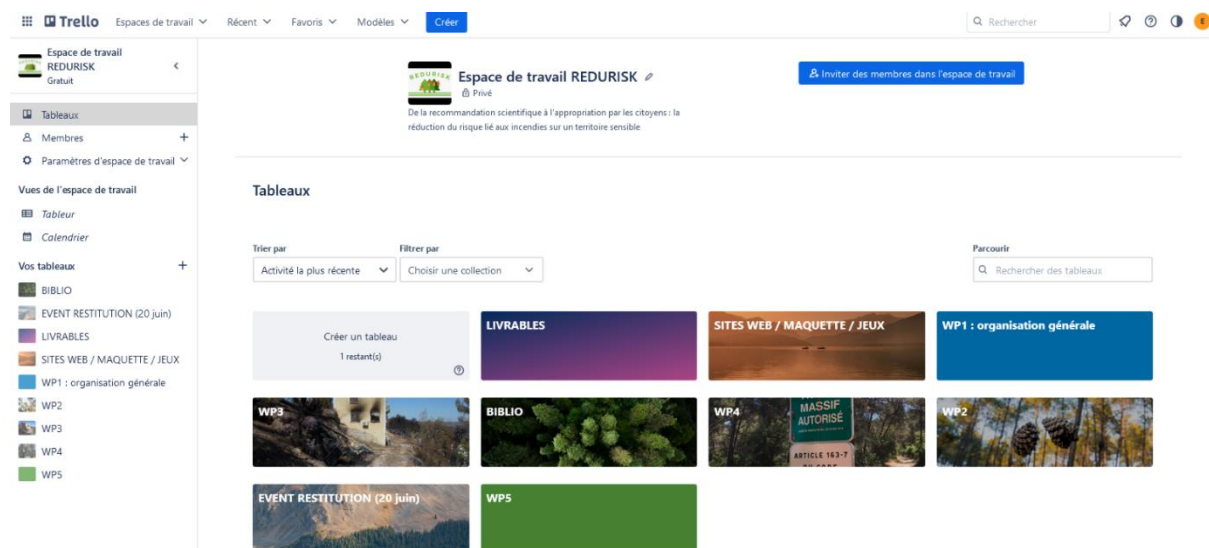 Trello Espaces de travail Récent Favoris Modèles Créer Rechercher E
Espace de travail
REDURISK
Gratuit
Tableaux
Membres
Paramètres d'espace de travail
Vues de l'espace de travail
Tableur
Calendrier
Vos tableaux
BIBLIO
EVENT RESTITUTION (20 juin)
LIVRABLES
SITES WEB / MAQUETTE / JEUX
WP1 : organisation générale
WP2
WP3
WP4
WP5
REDURISK
Espace de travail REDURISK
Privé
De la recommandation scientifique à l'appropriation par les citoyens : la
réduction du risque lié aux incendies sur un territoire sensible
Inviter des membres dans l'espace de travail
Tableaux
Trier par
Activité la plus récente
Filtrer par
Choisir une collection
Parcourir
Rechercher des tableaux
Créer un tableau
1 restant(s)
LIVRABLES
SITES WEB / MAQUETTE / JEUX
WP1 : organisation générale
WP3
BIBLIO
WP4
MASSIF
AUTORISÉ
ARTICLE 163-7
WP2
EVENT RESTITUTION (20 juin)
WP5